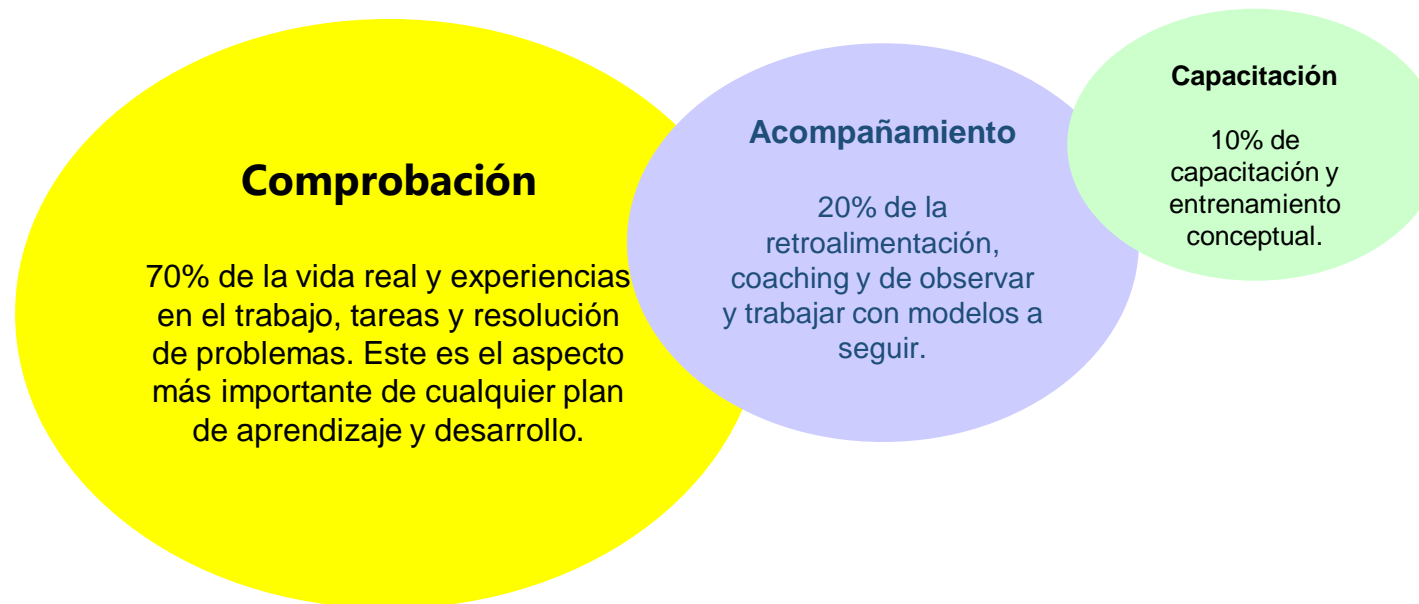 Comprobación
70% de la vida real y experiencias
en el trabajo, tareas y resolución
de problemas. Este es el aspecto
más importante de cualquier plan
de aprendizaje y desarrollo.
Acompañamiento
20% de la
retroalimentación,
coaching y de observar
y trabajar con modelos a
seguir.
Capacitación
10% de
capacitación y
entrenamiento
conceptual.